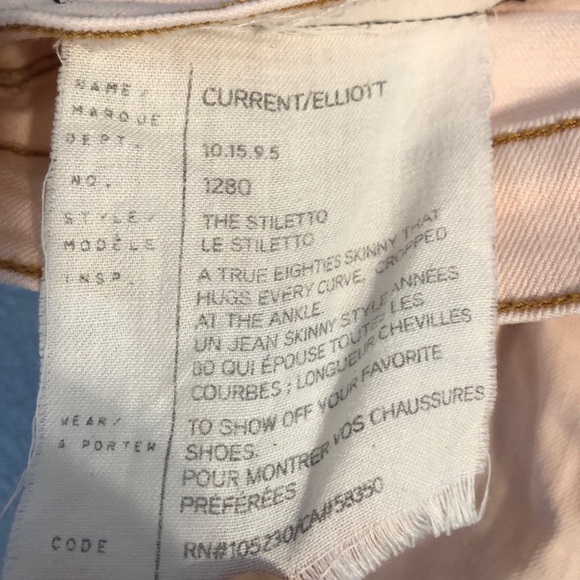 NAME/ CURRENT/ELLIOTT
MARQUE
DEPT. 10.15.9.5
NO. 1280
STYLE/ THE STILETTO
MODÈLE LE STILETTO
INSP. A TRUE EIGHTIES SKINNY THAT
HUGS EVERY CURVE, CROPPED
AT THE ANKLE.
UN JEAN SKINNY STYLE ANNÉES
80 QUI ÉPOUSE TOUTES LES
COURBES ; LONGUEUR CHEVILLES
WEAR/ TO SHOW OFF YOUR FAVORITE
À PORTER SHOES.
POUR MONTRER VOS CHAUSSURES
PRÉFÉRÉES
CODE RN#105230/CA#58350